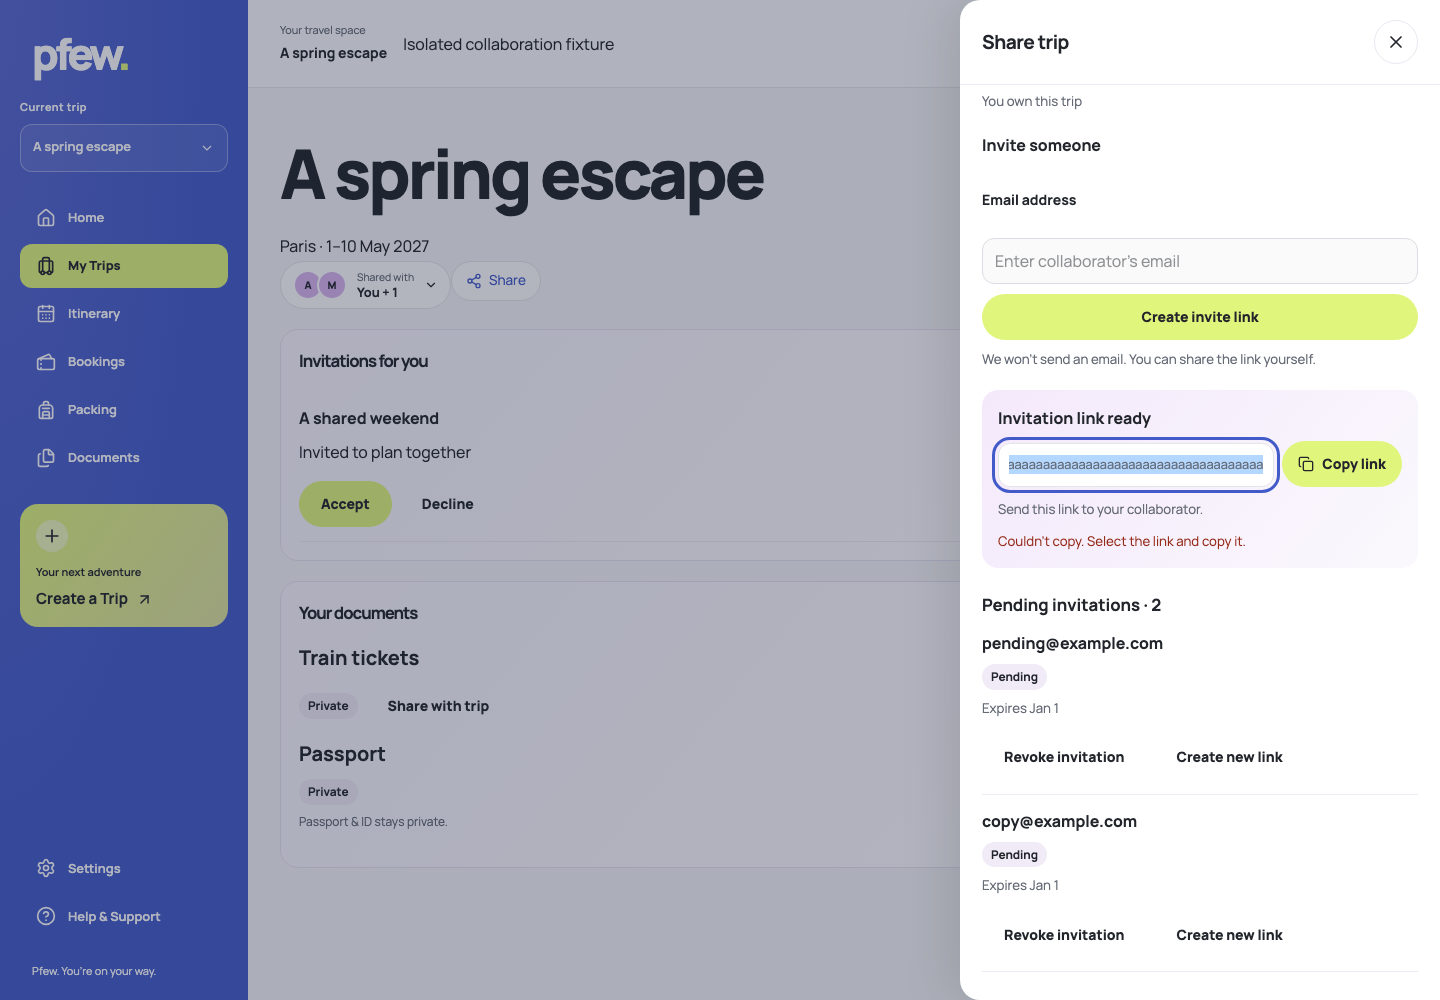 pfew.
Current trip
A spring escape
Home
My Trips
Itinerary
Bookings
Packing
Documents
Your next adventure
Create a Trip
Settings
Help & Support
Pfew. You're on your way.
Your travel space
A spring escape
Isolated collaboration fixture
A spring escape
Paris · 1–10 May 2027
A M
Shared with
You + 1
Share
Invitations for you
A shared weekend
Invited to plan together
Accept
Decline
Your documents
Train tickets
Private
Share with trip
Passport
Private
Passport & ID stays private.
Share trip
You own this trip
Invite someone
Email address
Enter collaborator's email
Create invite link
We won't send an email. You can share the link yourself.
Invitation link ready
aaaaaaaaaaaaaaaaaaaaaaaaaaaaaaaaaaaa
Copy link
Send this link to your collaborator.
Couldn't copy. Select the link and copy it.
Pending invitations · 2
pending@example.com
Pending
Expires Jan 1
Revoke invitation
Create new link
copy@example.com
Pending
Expires Jan 1
Revoke invitation
Create new link